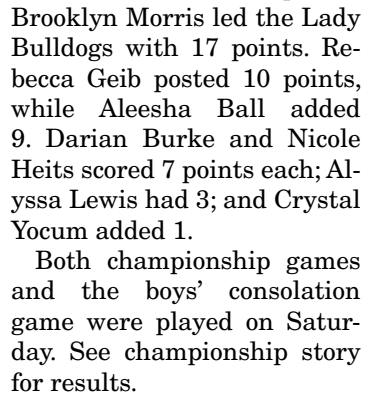 Brooklyn Morris led the Lady
Bulldogs with 17 points. Re-
becca Geib posted 10 points,
while Aleesha Ball added
9. Darian Burke and Nicole
Heits scored 7 points each; Al-
yssa Lewis had 3; and Crystal
Yocum added 1.
Both championship games
and the boys' consolation
game were played on Satur-
day. See championship story
for results.